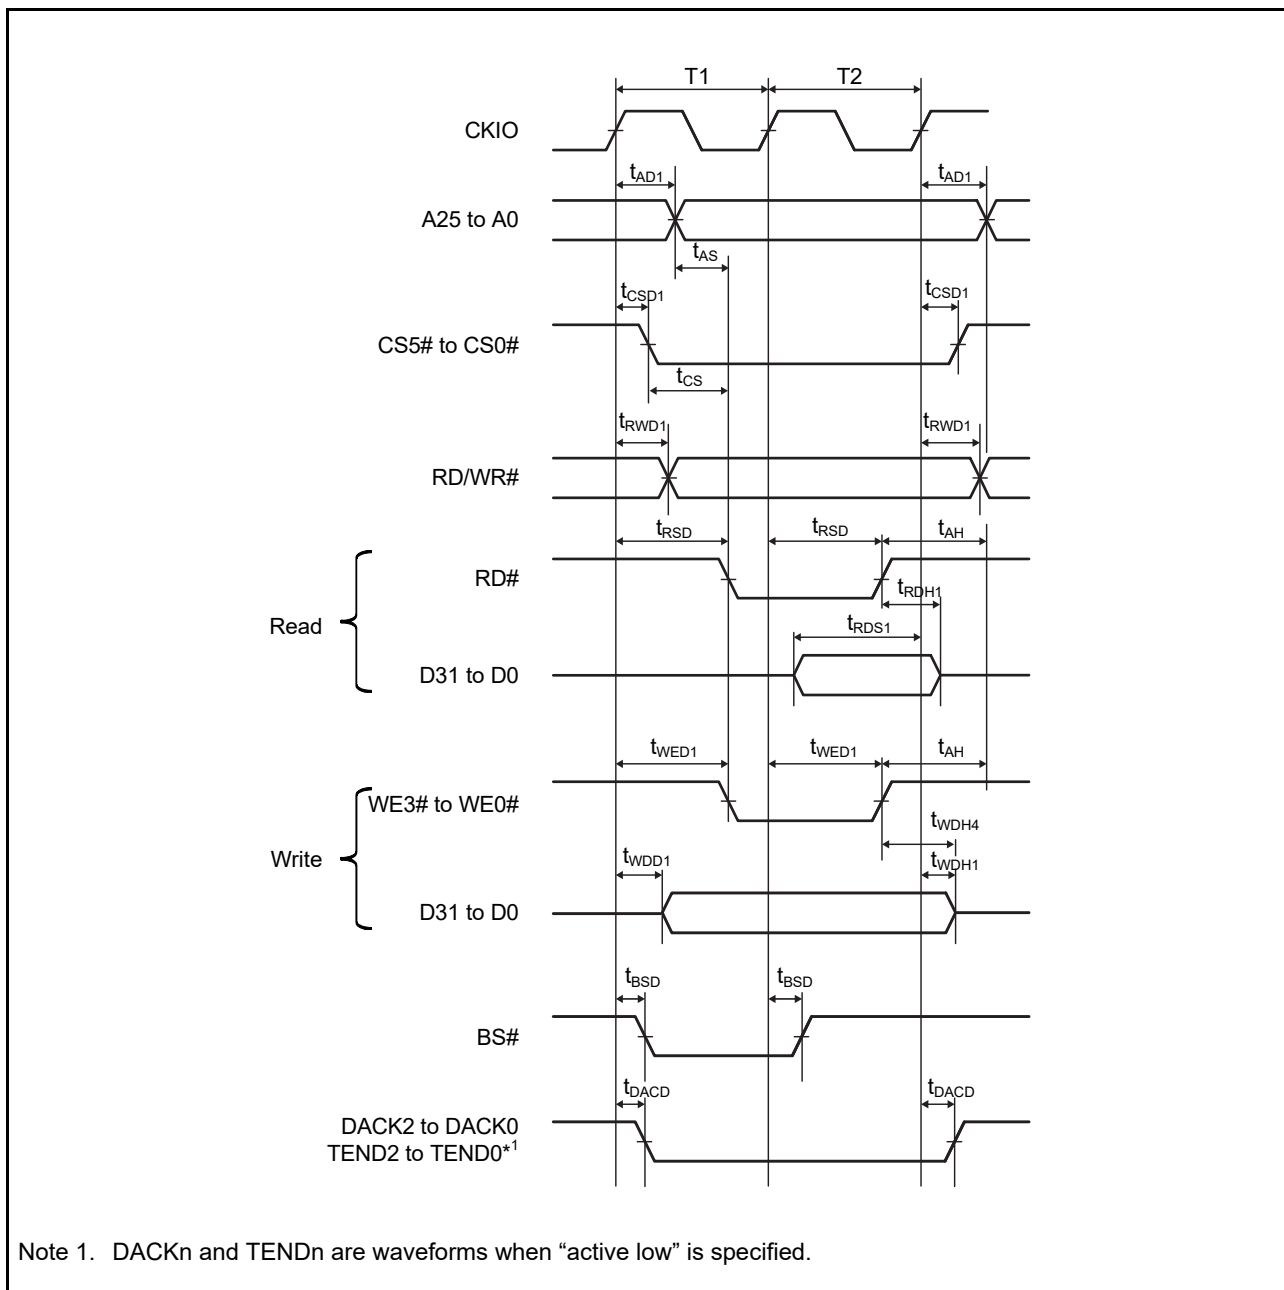 T1 T2
CKIO
tAD1 tAD1
A25 to A0
tAS
tCSD1 tCSD1
CS5# to CS0#
tCS
tRWD1 tRWD1
RD/WR#
tRSD tRSD tAH
RD#
tRDH1
Read
tRDS1
D31 to D0
tWED1 tWED1 tAH
WE3# to WE0#
tWDH4
Write
tWDD1 tWDH1
D31 to D0
tBSD tBSD
BS#
tDACD tDACD
DACK2 to DACK0
TEND2 to TEND0*1
Note 1. DACKn and TENDn are waveforms when “active low” is specified.